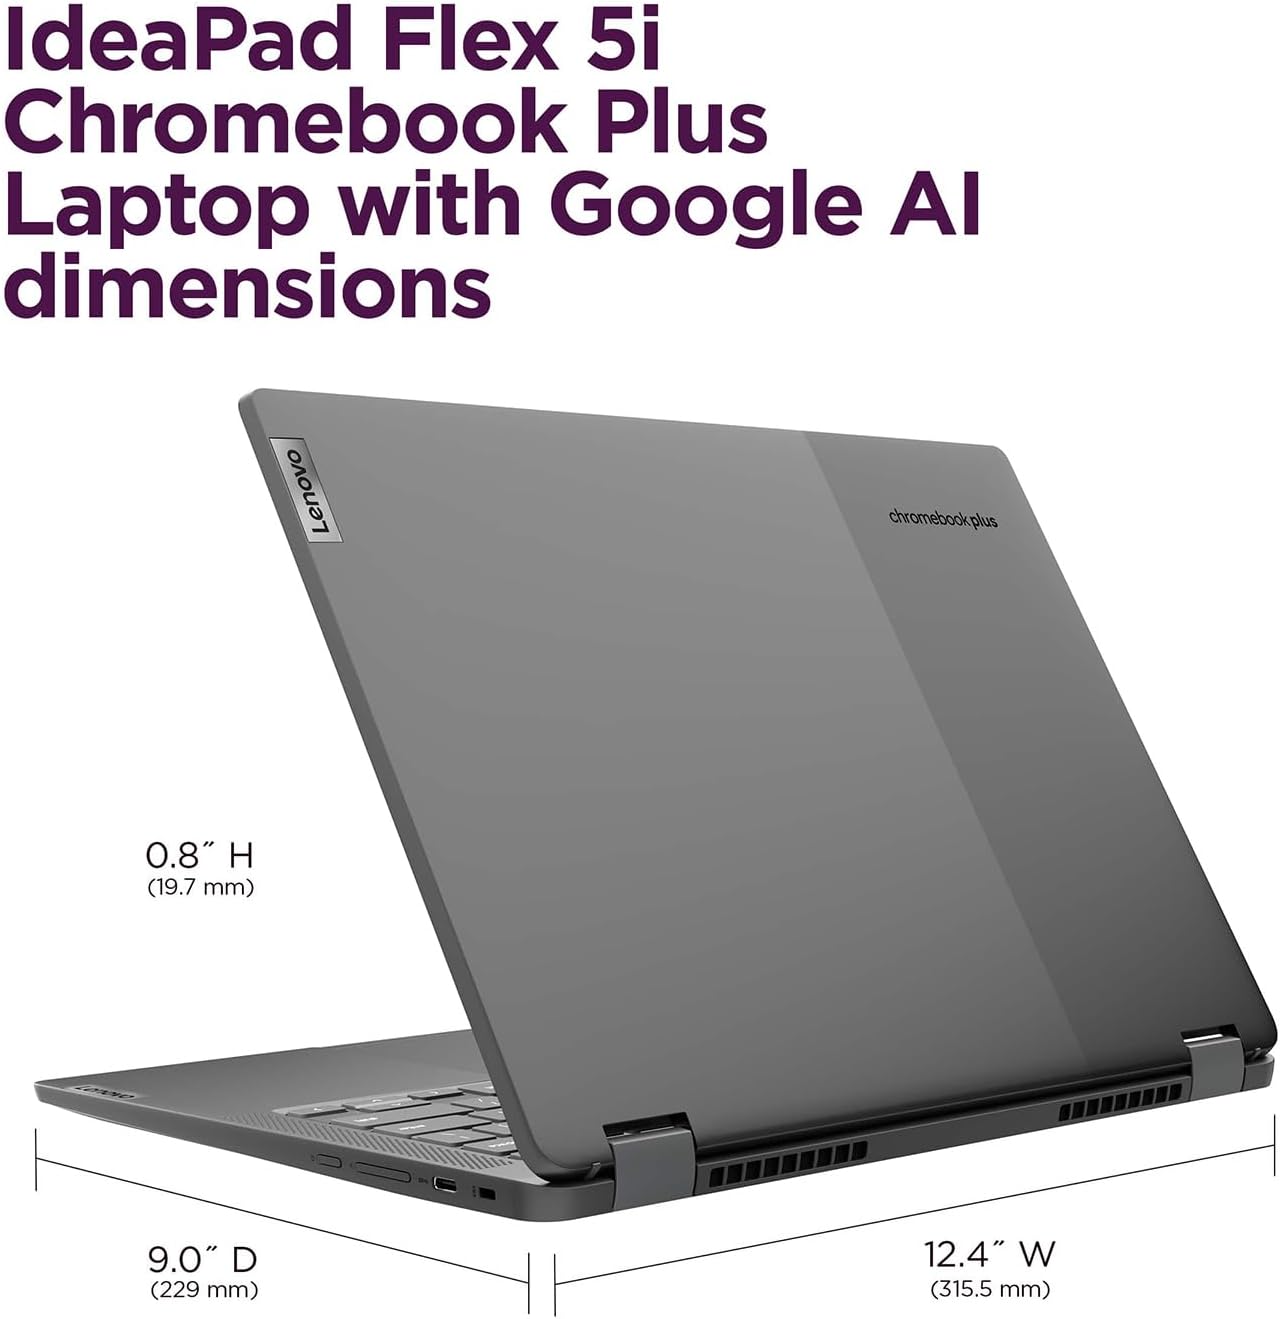 IdeaPad Flex 5i
Chromebook Plus
Laptop with Google AI
dimensions
Lenovo
chromebook plus
0.8″ H
(19.7 mm)
Lenovo
9.0″ D
(229 mm)
12.4″ W
(315.5 mm)